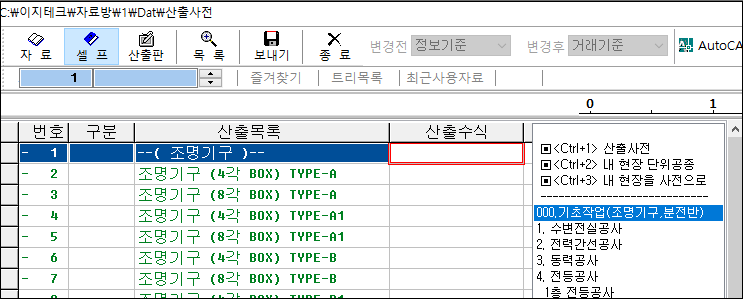 C:₩이지테크₩자료방₩1₩Dat₩산출사전
자 료 셀 프 산출판 목 록 보내기 종 료 변경전 정보기준 변경후 거래기준 AutoCA
1 즐겨찾기 트리목록 최근사용자료
0 1
번호 구분 산출목록 산출수식
- 1 --( 조명기구 )--
- 2 조명기구 (4각 BOX) TYPE-A
- 3 조명기구 (8각 BOX) TYPE-A
- 4 조명기구 (4각 BOX) TYPE-A1
- 5 조명기구 (8각 BOX) TYPE-A1
- 6 조명기구 (4각 BOX) TYPE-B
- 7 조명기구 (8각 BOX) TYPE-B
- 8 조명기구 (4각 BOX) TYPE-B1
<Ctrl+1> 산출사전
<Ctrl+2> 내 현장 단위공종
<Ctrl+3> 내 현장을 사전으로
----------------------------
000.기초작업(조명기구,분전반)
1. 수변전실공사
2. 전력간선공사
3. 동력공사
4. 전등공사
1층 전등공사